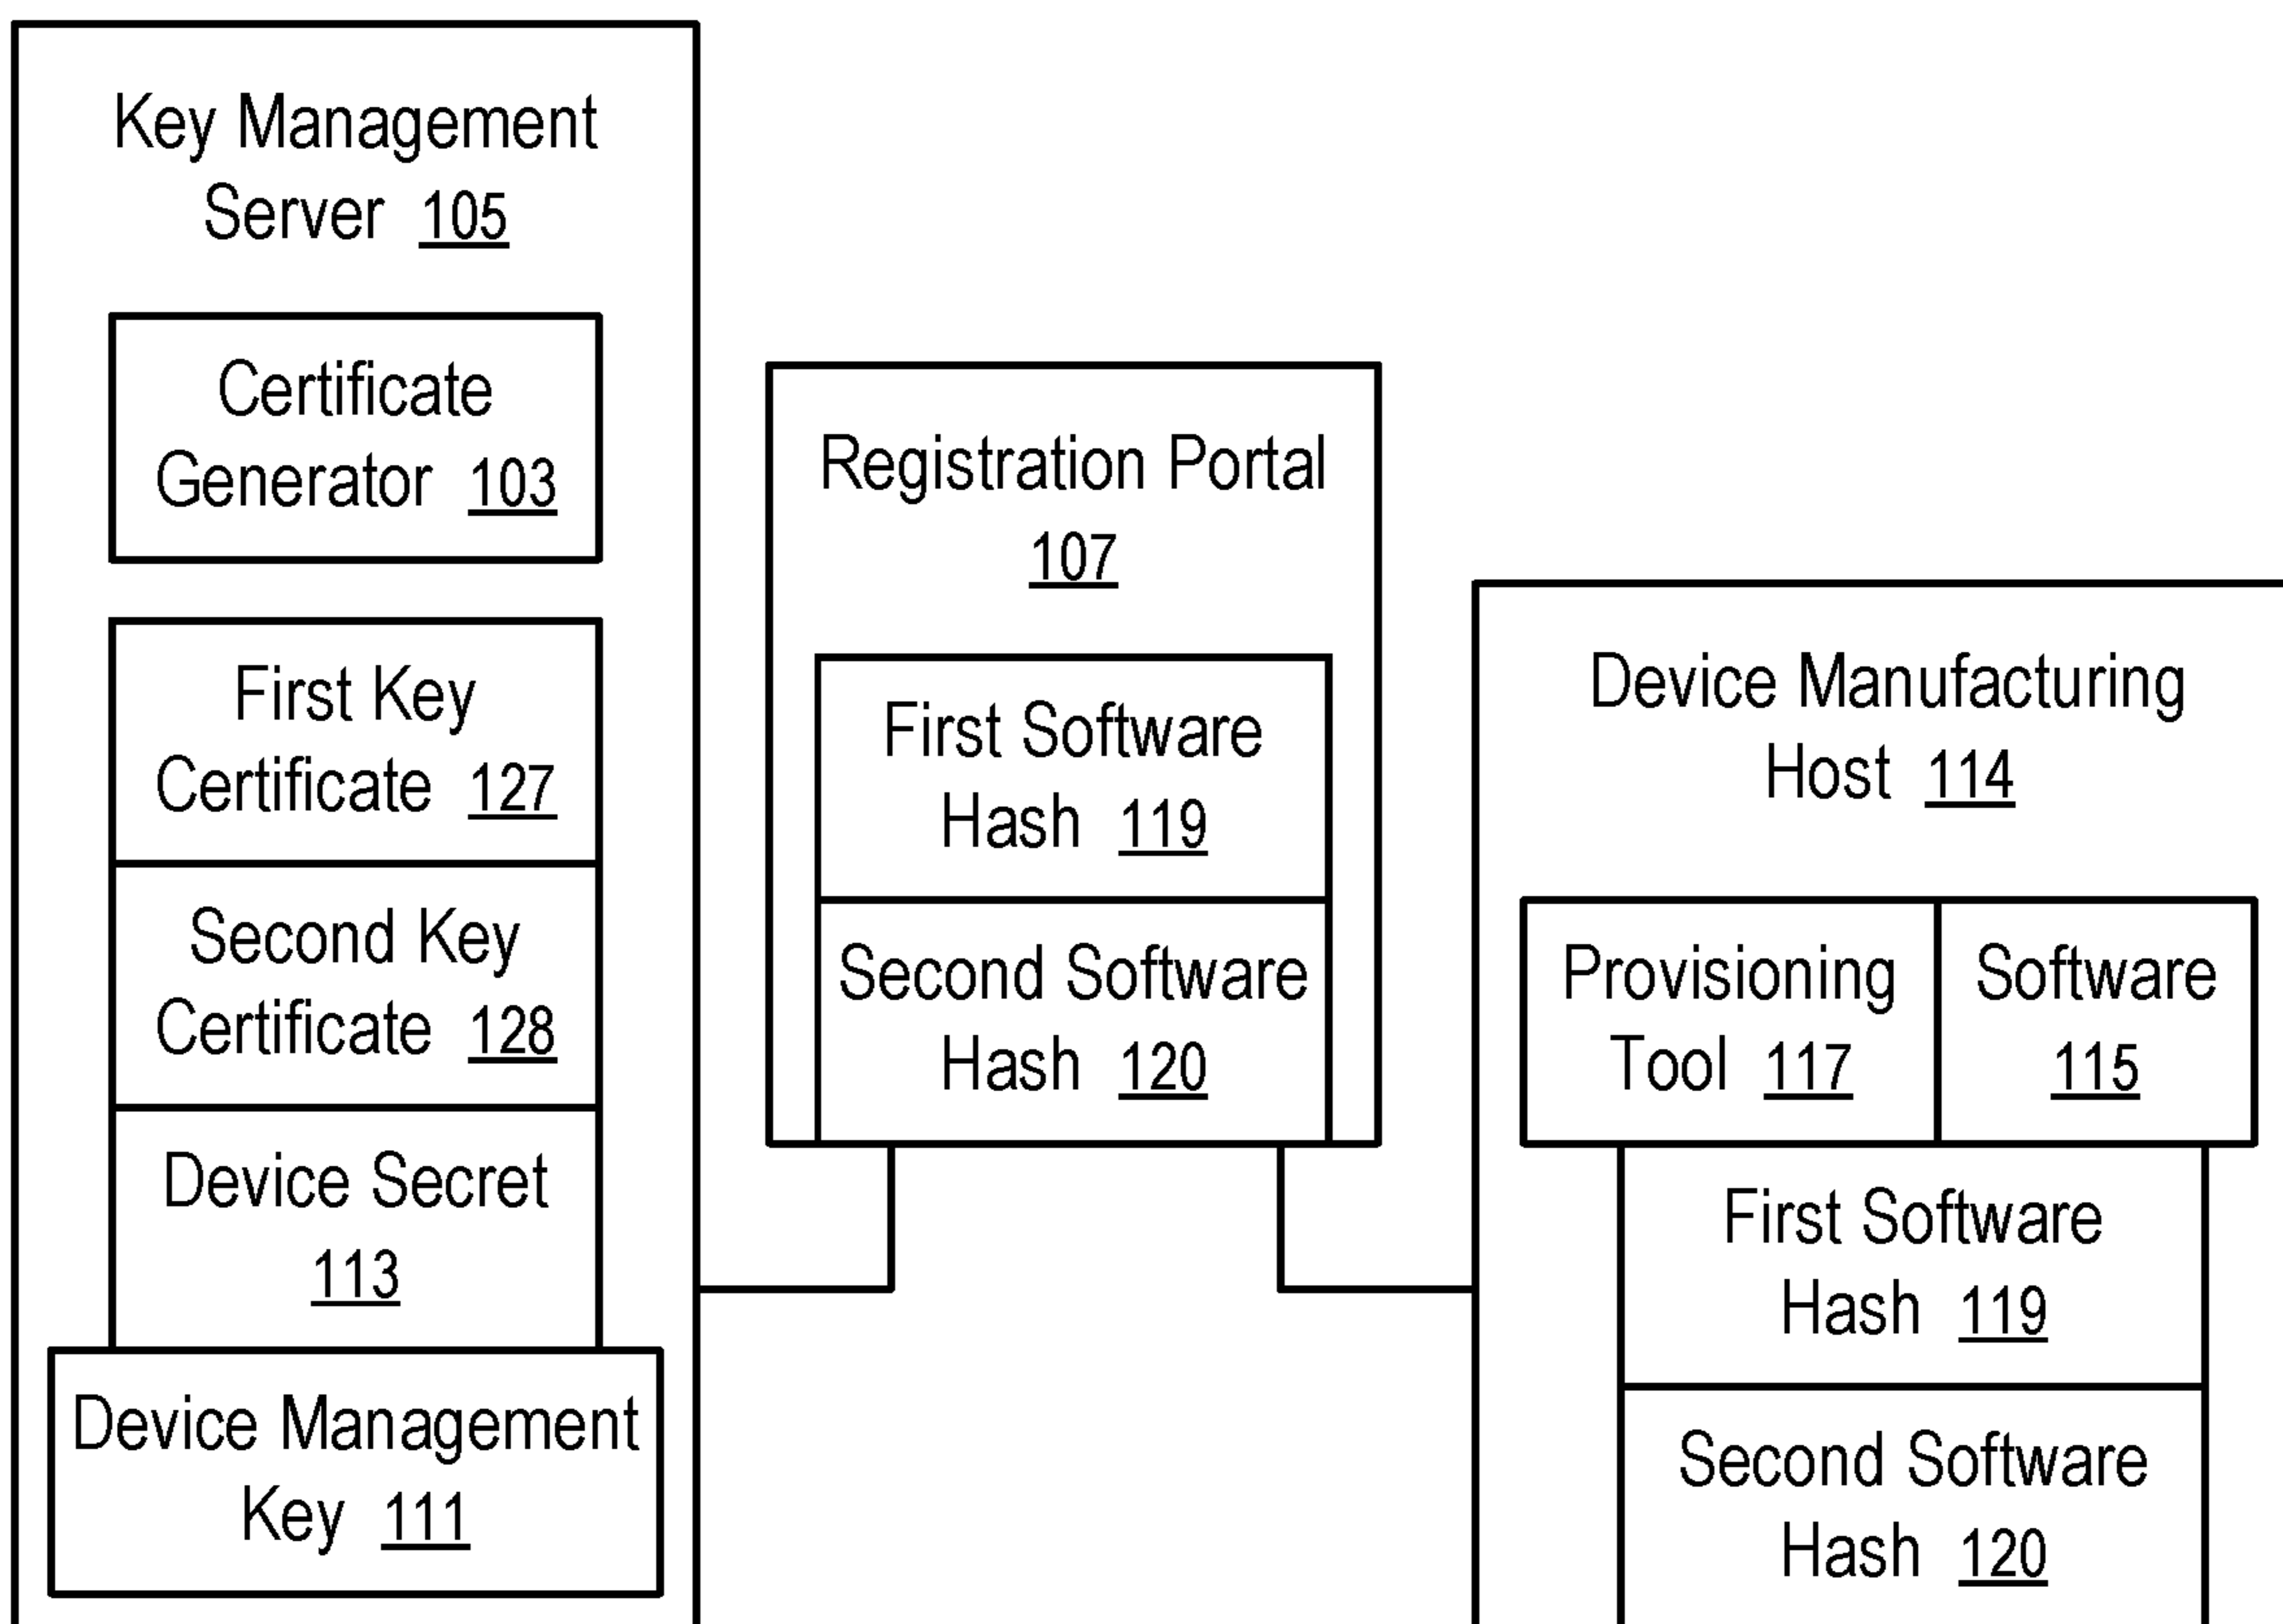 Key Management
Server 105
Certificate
Generator 103
First Key
Certificate 127
Second Key
Certificate 128
Device Secret
113
Device Management
Key 111
Registration Portal
107
First Software
Hash 119
Second Software
Hash 120
Device Manufacturing
Host 114
Provisioning
Tool 117
Software
115
First Software
Hash 119
Second Software
Hash 120